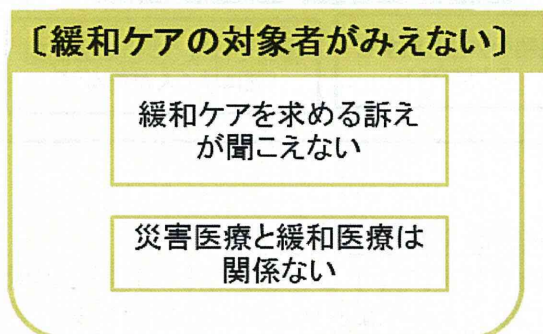 〔緩和ケアの対象者がみえない〕
緩和ケアを求める訴え
が聞こえない
災害医療と緩和医療は
関係ない